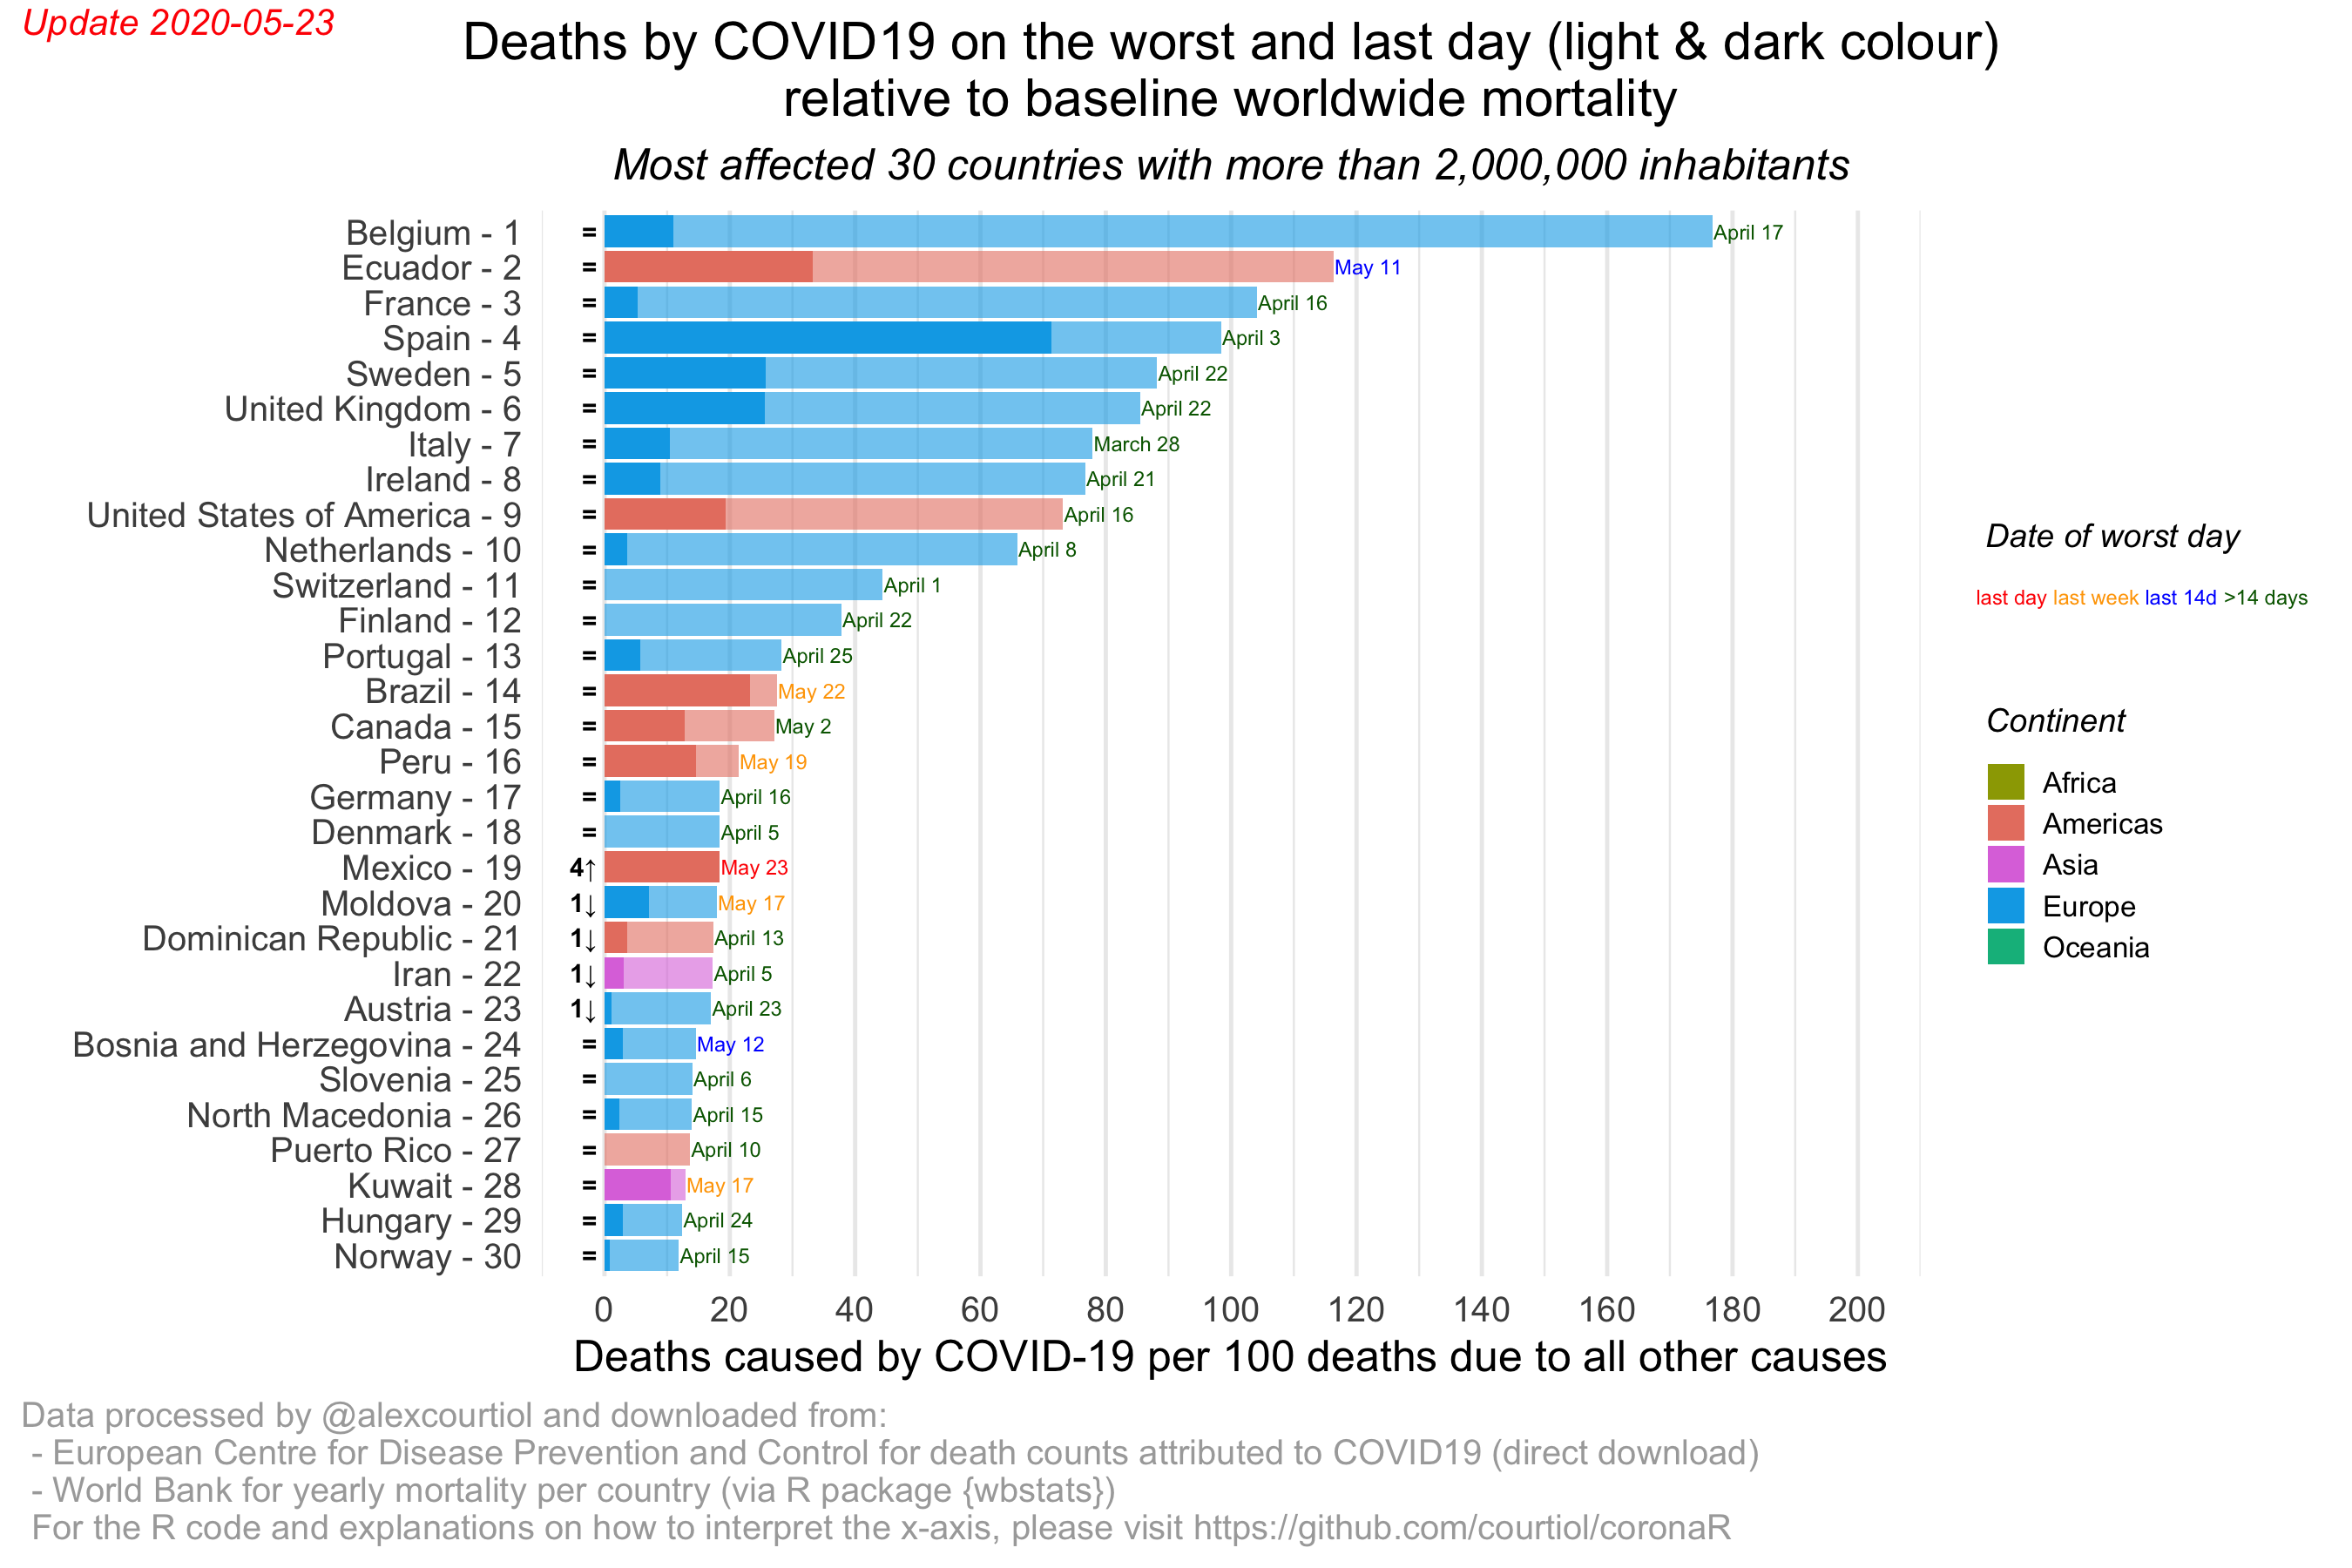 Update 2020-05-23
Deaths by COVID19 on the worst and last day (light & dark colour)
relative to baseline worldwide mortality
Most affected 30 countries with more than 2,000,000 inhabitants
Belgium - 1 = April 17
Ecuador - 2 = May 11
France - 3 = April 16
Spain - 4 = April 3
Sweden - 5 = April 22
United Kingdom - 6 = April 22
Italy - 7 = March 28
Ireland - 8 = April 21
United States of America - 9 = April 16
Netherlands - 10 = April 8
Switzerland - 11 = April 1
Finland - 12 = April 22
Portugal - 13 = April 25
Brazil - 14 = May 22
Canada - 15 = May 2
Peru - 16 = May 19
Germany - 17 = April 16
Denmark - 18 = April 5
Mexico - 19 4↑ May 23
Moldova - 20 1↓ May 17
Dominican Republic - 21 1↓ April 13
Iran - 22 1↓ April 5
Austria - 23 1↓ April 23
Bosnia and Herzegovina - 24 = May 12
Slovenia - 25 = April 6
North Macedonia - 26 = April 15
Puerto Rico - 27 = April 10
Kuwait - 28 = May 17
Hungary - 29 = April 24
Norway - 30 = April 15
0 20 40 60 80 100 120 140 160 180 200
Deaths caused by COVID-19 per 100 deaths due to all other causes
Date of worst day
last day last week last 14d >14 days
Continent
Africa
Americas
Asia
Europe
Oceania
Data processed by @alexcourtiol and downloaded from:
- European Centre for Disease Prevention and Control for death counts attributed to COVID19 (direct download)
- World Bank for yearly mortality per country (via R package {wbstats})
For the R code and explanations on how to interpret the x-axis, please visit https://github.com/courtiol/coronaR